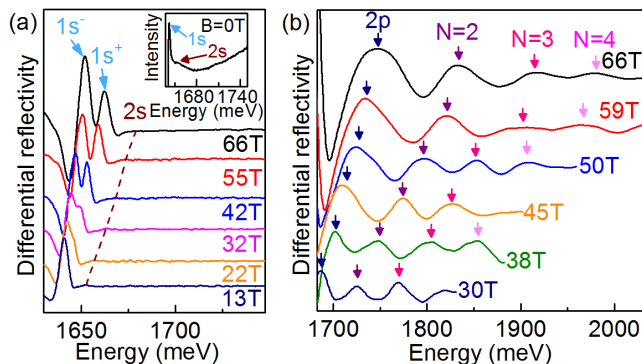 (a)
1s⁻
1s⁺
2s
66T
55T
42T
32T
22T
13T
Differential reflectivity
1650
1700
Energy (meV)
B=0T
1s
2s
Intensity
1680
1740
Energy (meV)
(b)
2p
N=2
N=3
N=4
66T
59T
50T
45T
38T
30T
Differential reflectivity
1700
1800
1900
2000
Energy (meV)